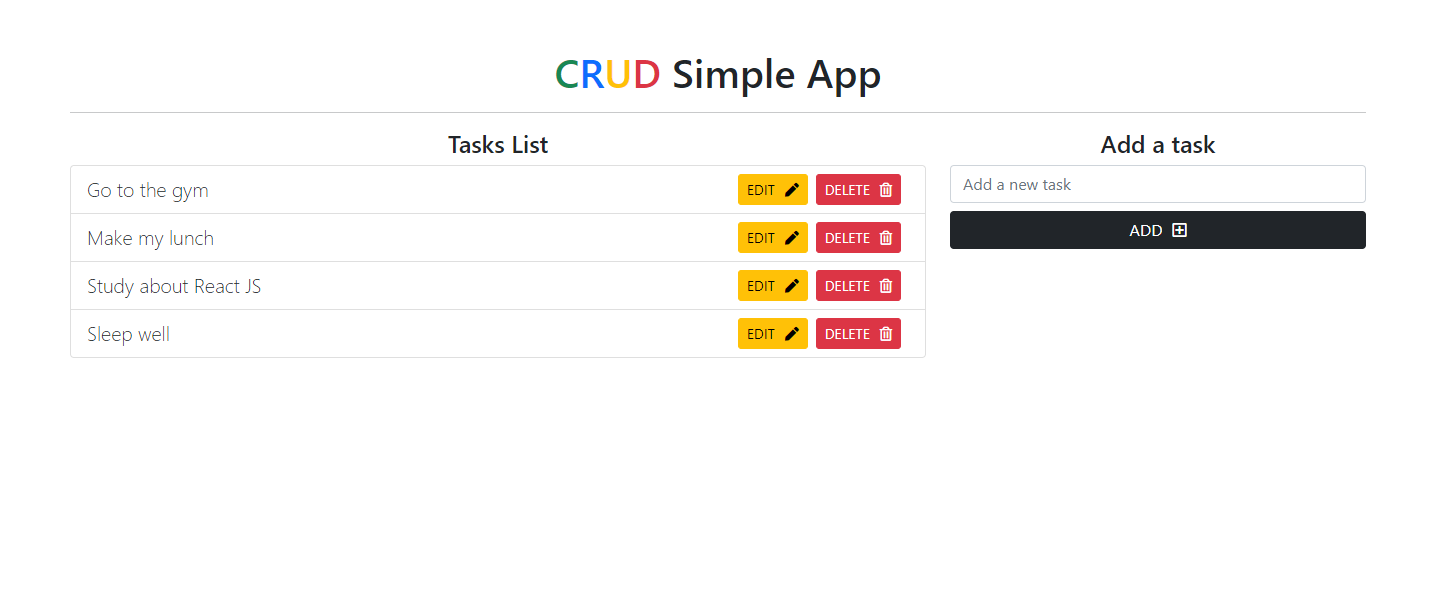 CRUD Simple App
Tasks List
Go to the gym EDIT DELETE
Make my lunch EDIT DELETE
Study about React JS EDIT DELETE
Sleep well EDIT DELETE
Add a task
Add a new task
ADD